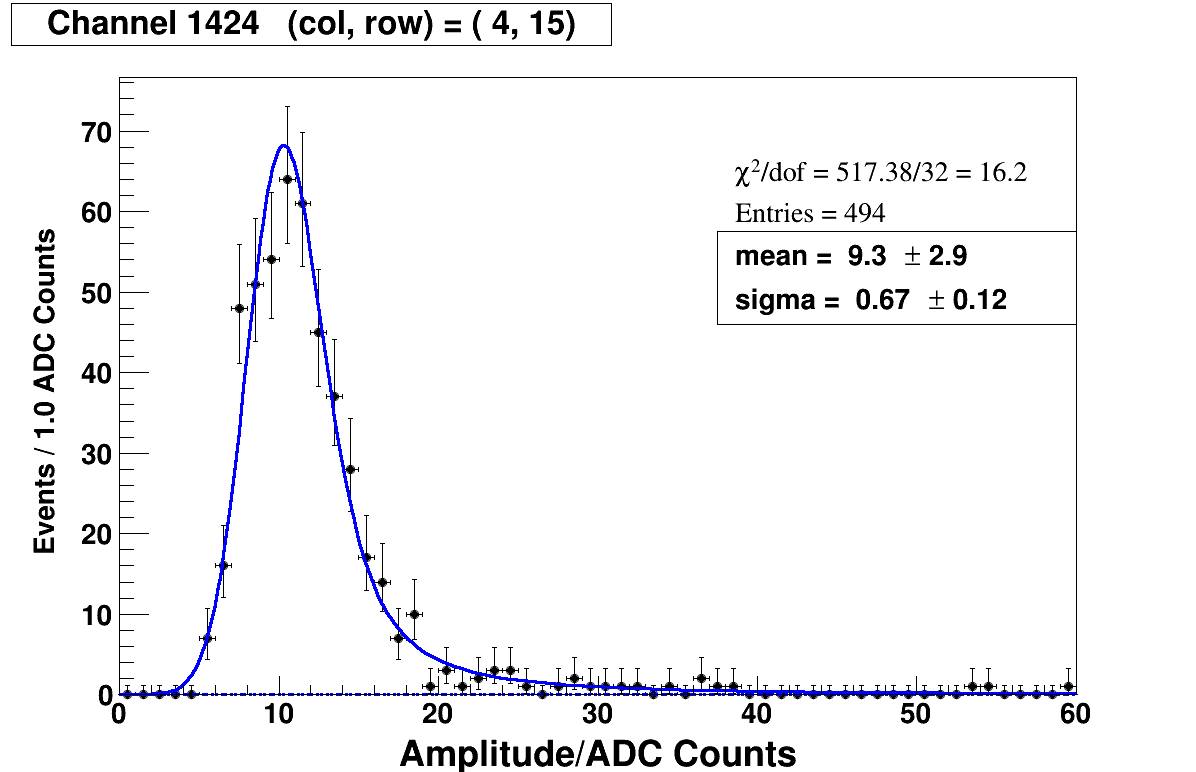 Channel 1424 (col, row) = ( 4, 15)
χ²/dof = 517.38/32 = 16.2
Entries = 494
mean = 9.3 ± 2.9
sigma = 0.67 ± 0.12
Events / 1.0 ADC Counts
70
60
50
40
30
20
10
0
0 10 20 30 40 50 60
Amplitude/ADC Counts